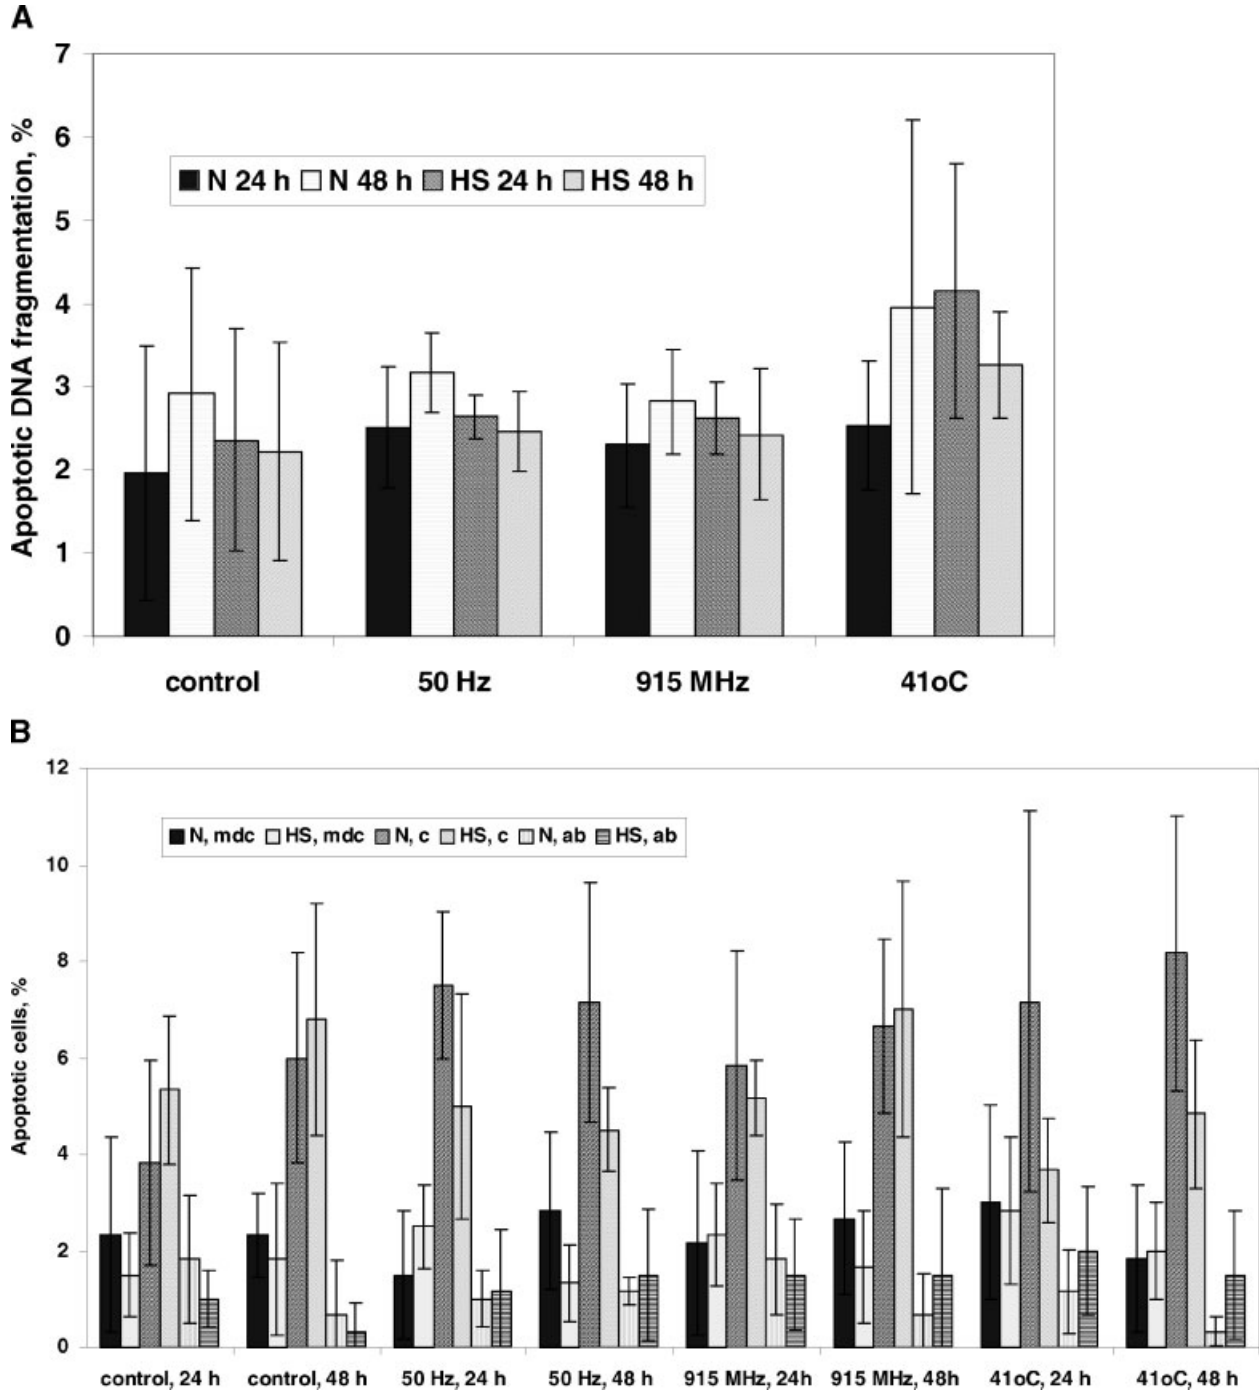 A
7
6
5
4
3
2
1
0
Apoptotic DNA fragmentation, %
N 24 h N 48 h HS 24 h HS 48 h
control 50 Hz 915 MHz 41oC
B
12
10
8
6
4
2
0
Apoptotic cells, %
N, mdc HS, mdc N, c HS, c N, ab HS, ab
control, 24 h control, 48 h 50 Hz, 24 h 50 Hz, 48 h 915 MHz, 24h 915 MHz, 48h 41oC, 24 h 41oC, 48 h